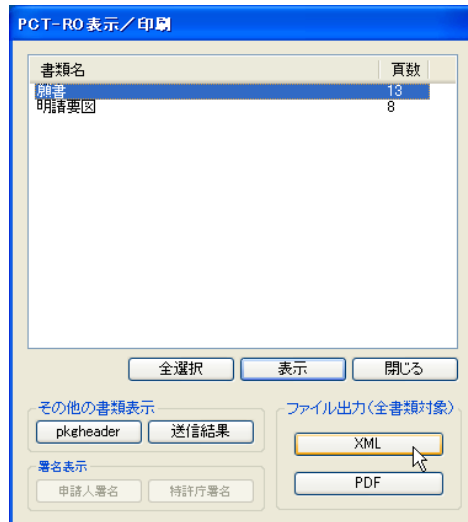 PCT-RO表示／印刷
書類名 頁数
願書 13
明請要図 8
全選択 表示 閉じる
その他の書類表示 ファイル出力(全書類対象)
pkgheader 送信結果 XML
署名表示
申請人署名 特許庁署名 PDF